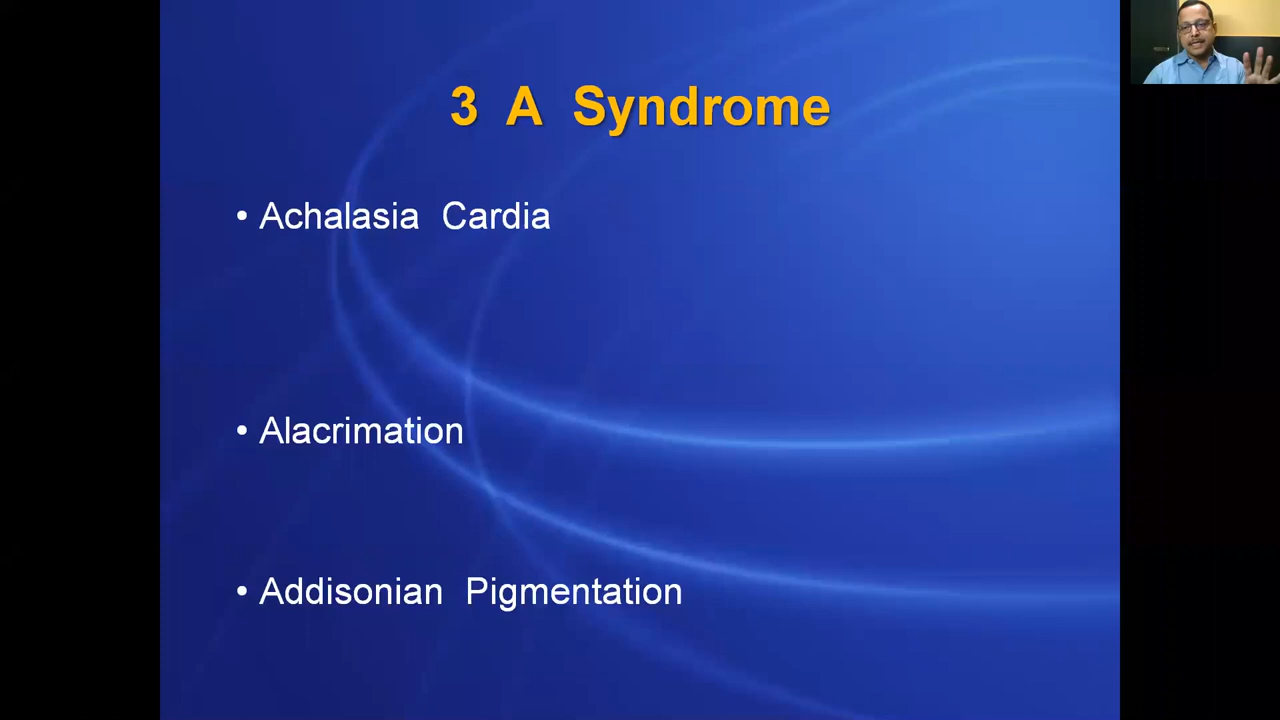 3 A Syndrome
• Achalasia Cardia
• Alacrimation
• Addisonian Pigmentation